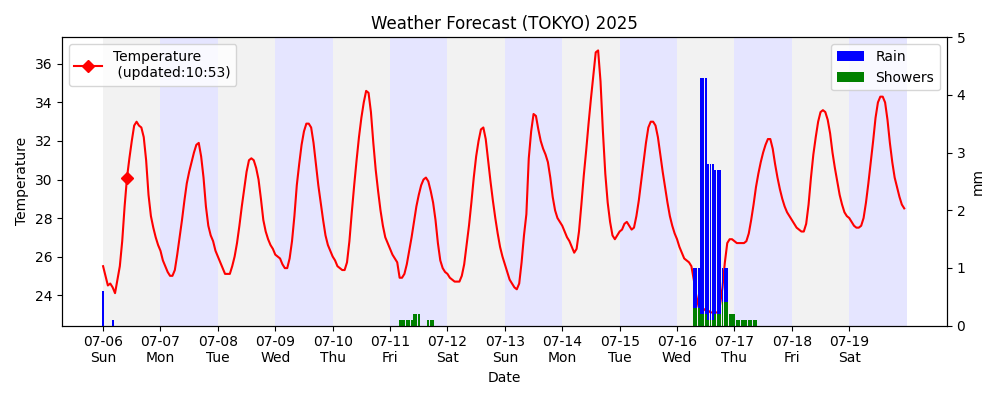 Weather Forecast (TOKYO) 2025
Temperature
(updated:10:53)
Rain
Showers
36
34
32
30
28
26
24
Temperature
5
4
3
2
1
0
mm
07-06 07-07 07-08 07-09 07-10 07-11 07-12 07-13 07-14 07-15 07-16 07-17 07-18 07-19
Sun Mon Tue Wed Thu Fri Sat Sun Mon Tue Wed Thu Fri Sat
Date